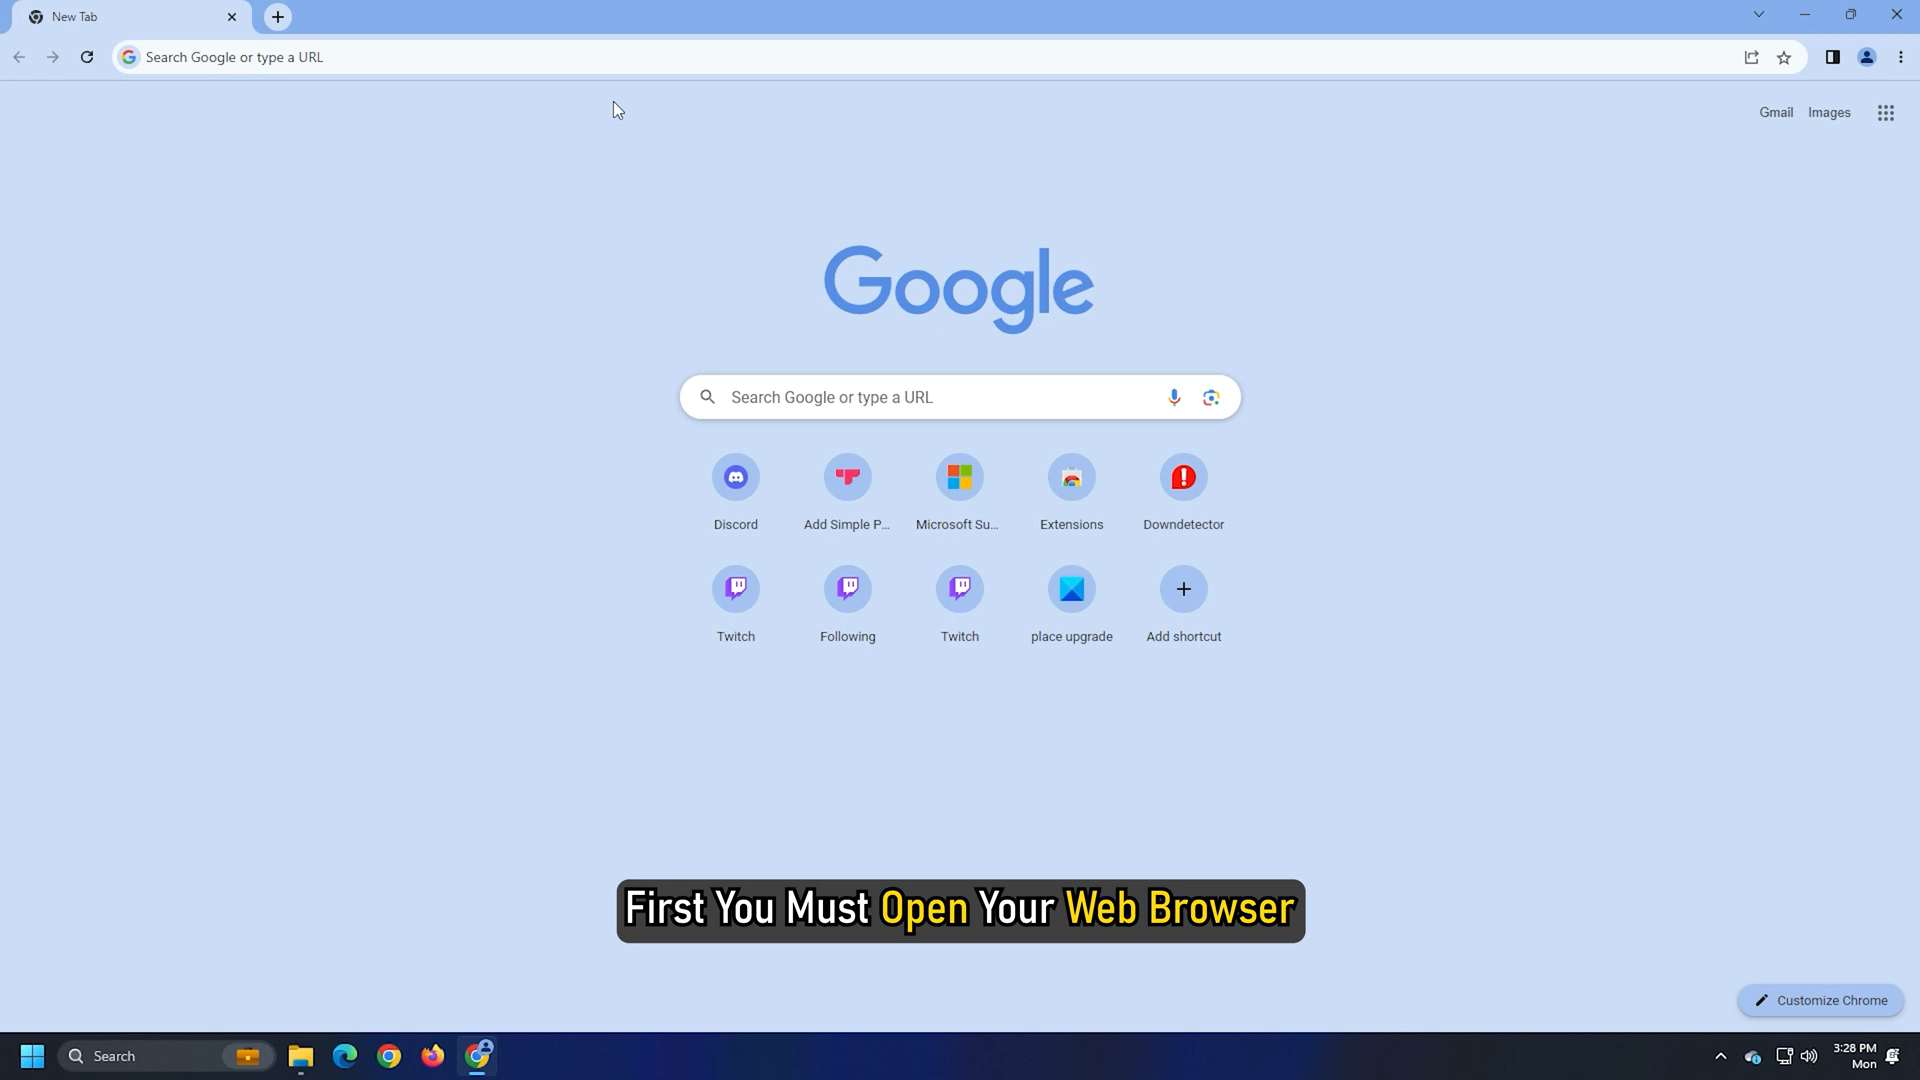 New Tab
Search Google or type a URL
Gmail Images
Google
Search Google or type a URL
Discord Add Simple P... Microsoft Su... Extensions Downdetector
Twitch Following Twitch place upgrade Add shortcut
First You Must Open Your Web Browser
Customize Chrome
Search
3:28 PM
Mon